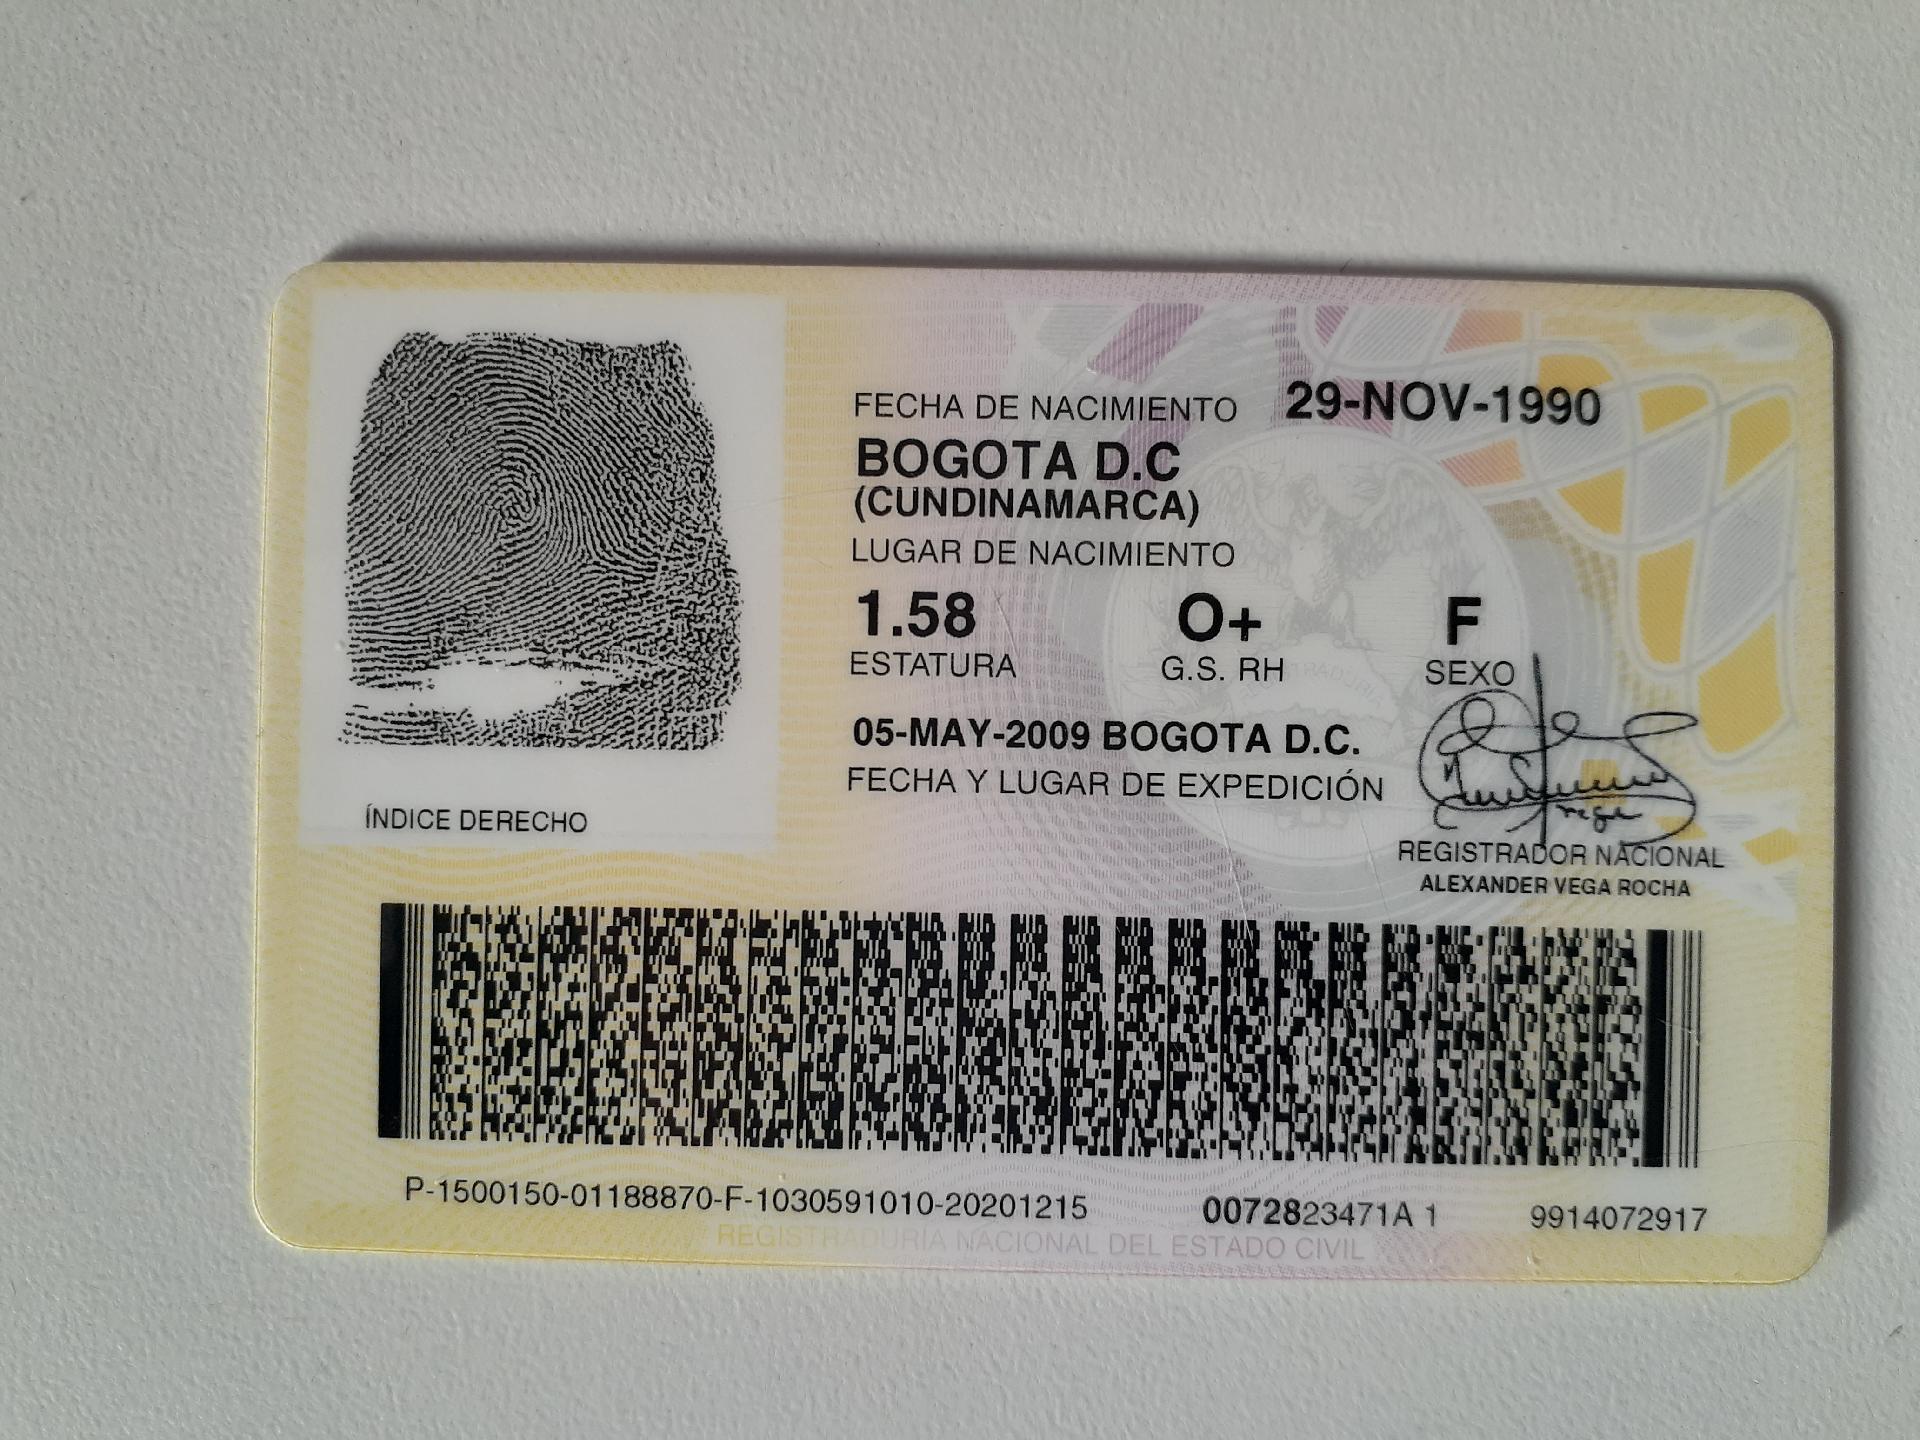 FECHA DE NACIMIENTO 29-NOV-1990
BOGOTA D.C
(CUNDINAMARCA)
LUGAR DE NACIMIENTO
1.58 O+ F
ESTATURA G.S. RH SEXO
05-MAY-2009 BOGOTA D.C.
FECHA Y LUGAR DE EXPEDICIÓN
ÍNDICE DERECHO
REGISTRADOR NACIONAL
ALEXANDER VEGA ROCHA
P-1500150-01188870-F-1030591010-20201215 0072823471A 1 9914072917
REGISTRADURIA NACIONAL DEL ESTADO CIVIL